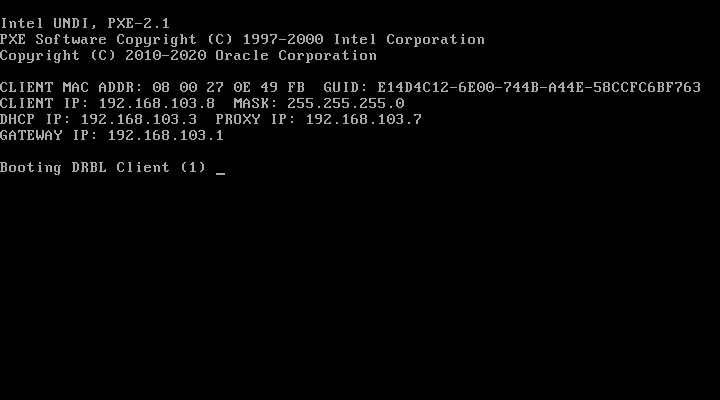 Intel UNDI, PXE-2.1
PXE Software Copyright (C) 1997-2000 Intel Corporation
Copyright (C) 2010-2020 Oracle Corporation
CLIENT MAC ADDR: 08 00 27 0E 49 FB  GUID: E14D4C12-6E00-744B-A44E-58CCFC6BF763
CLIENT IP: 192.168.103.8  MASK: 255.255.255.0
DHCP IP: 192.168.103.3  PROXY IP: 192.168.103.7
GATEWAY IP: 192.168.103.1
Booting DRBL Client (1) _